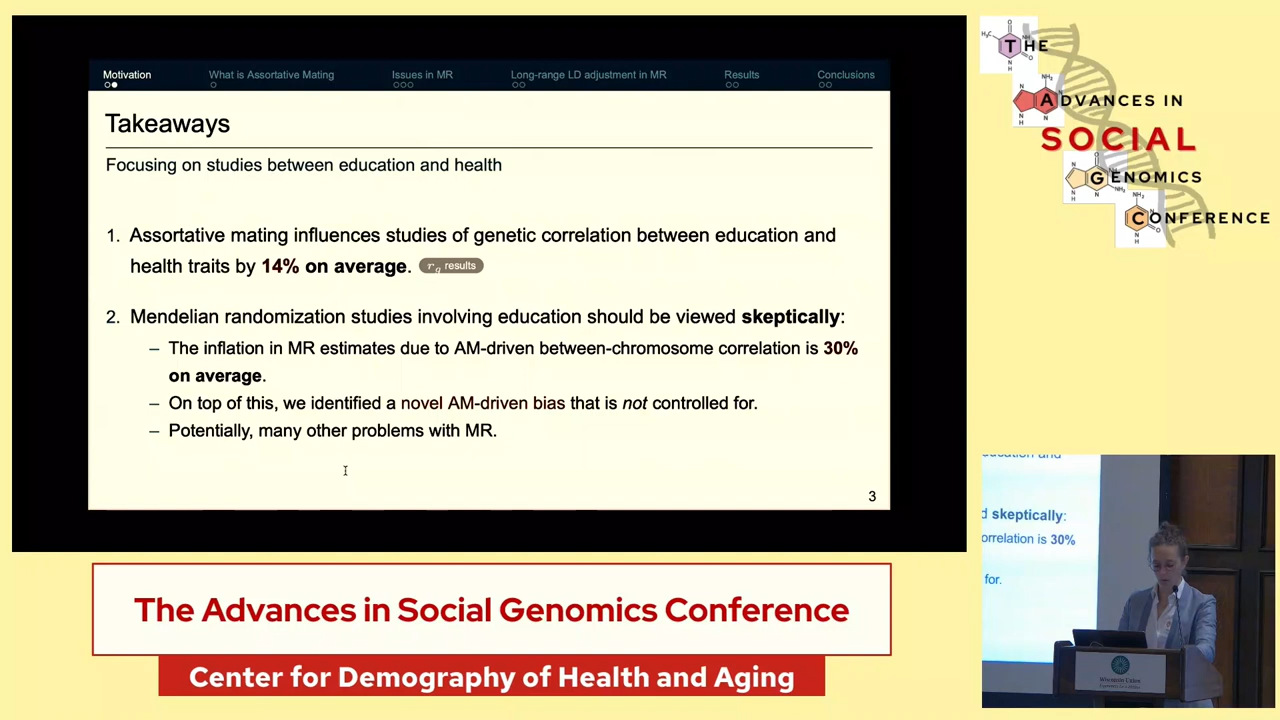 Motivation
What is Assortative Mating
Issues in MR
Long-range LD adjustment in MR
Results
Conclusions
Takeaways
Focusing on studies between education and health
1. Assortative mating influences studies of genetic correlation between education and
health traits by 14% on average. r_g results
2. Mendelian randomization studies involving education should be viewed skeptically:
– The inflation in MR estimates due to AM-driven between-chromosome correlation is 30%
on average.
– On top of this, we identified a novel AM-driven bias that is not controlled for.
– Potentially, many other problems with MR.
3
THE
ADVANCES IN
SOCIAL
GENOMICS
CONFERENCE
d skeptically:
orrelation is 30%
for.
Wisconsin Union
The Advances in Social Genomics Conference
Center for Demography of Health and Aging